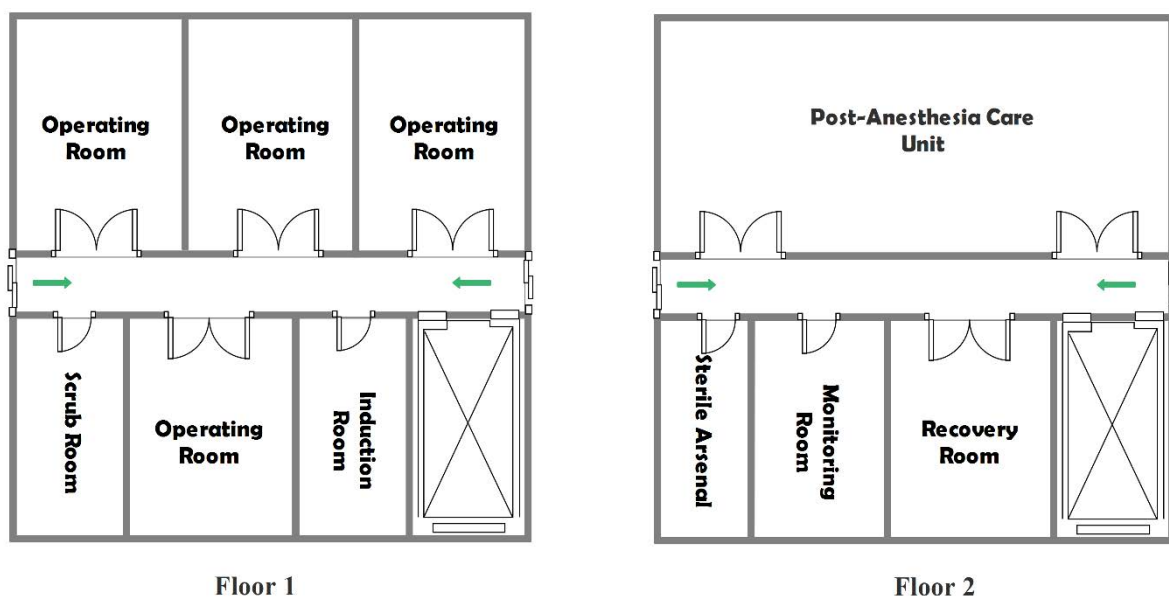 Operating
Room
Operating
Room
Operating
Room
Scrub Room
Operating
Room
Induction
Room
Floor 1
Post-Anesthesia Care
Unit
Sterile Arsenal
Monitoring
Room
Recovery
Room
Floor 2